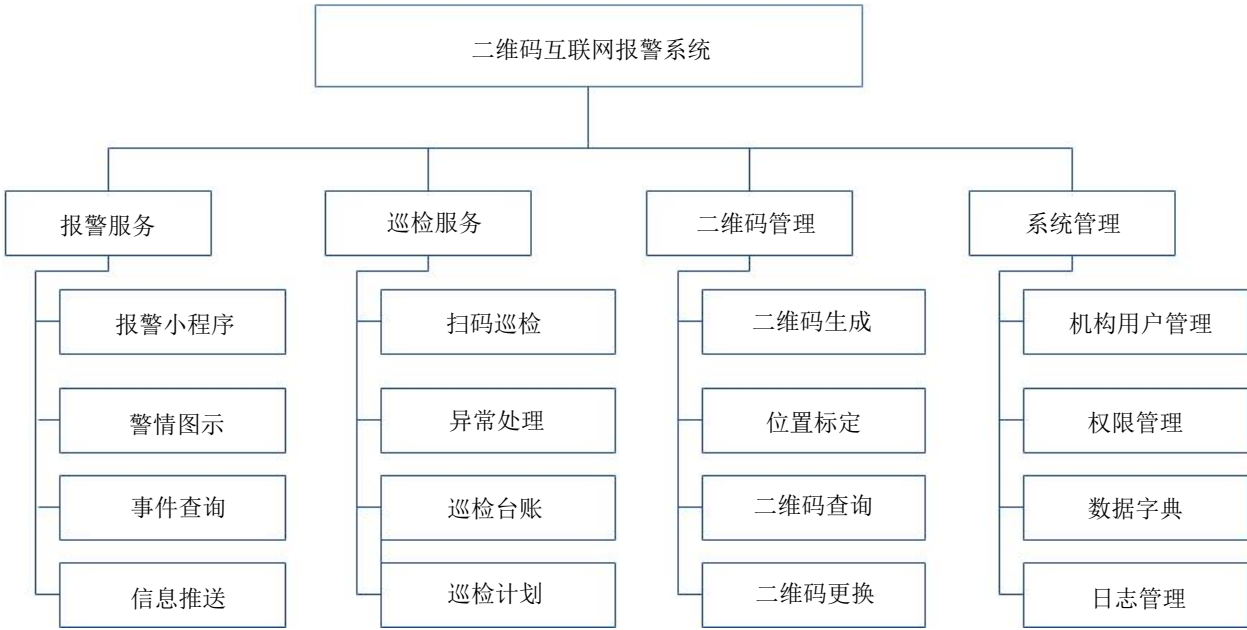 二维码互联网报警系统
报警服务
巡检服务
二维码管理
系统管理
报警小程序
扫码巡检
二维码生成
机构用户管理
警情图示
异常处理
位置标定
权限管理
事件查询
巡检台账
二维码查询
数据字典
信息推送
巡检计划
二维码更换
日志管理